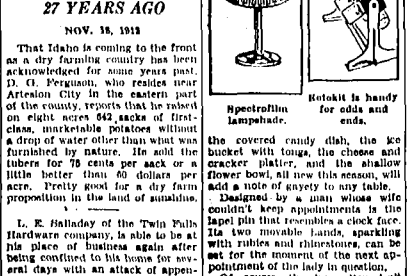 27 YEARS AGO
NOV. 18, 1912
That Idaho is coming to the front
as a dry farming country has been
acknowledged for some years past.
D. G. Ferguson, who resides near
Artesian City in the eastern part
of the county, reports that he raised
on eight acres 642 sacks of first-
class, marketable potatoes without
a drop of water other than what was
furnished by nature. He sold the
tubers for 75 cents per sack or a
little better than 60 dollars per
acre. Pretty good for a dry farm
proposition in the land of sunshine.
L. E. Salladay of the Twin Falls
Hardware company, is able to be at
his place of business again after
being confined to his home for sev-
eral days with an attack of appen-
Spectrofilm
lampshade.
Rotokit is handy
for odds and
ends.
the covered candy dish, the ice
bucket with tongs, the cheese and
cracker platter, and the shallow
flower bowl, all new this season, will
add a note of gayety to any table.
Designed by a man whose wife
couldn't keep appointments is the
lapel pin that resembles a clock face.
Its two movable hands, sparkling
with rubies and rhinestones, can be
set for the moment of the next ap-
pointment of the lady in question.